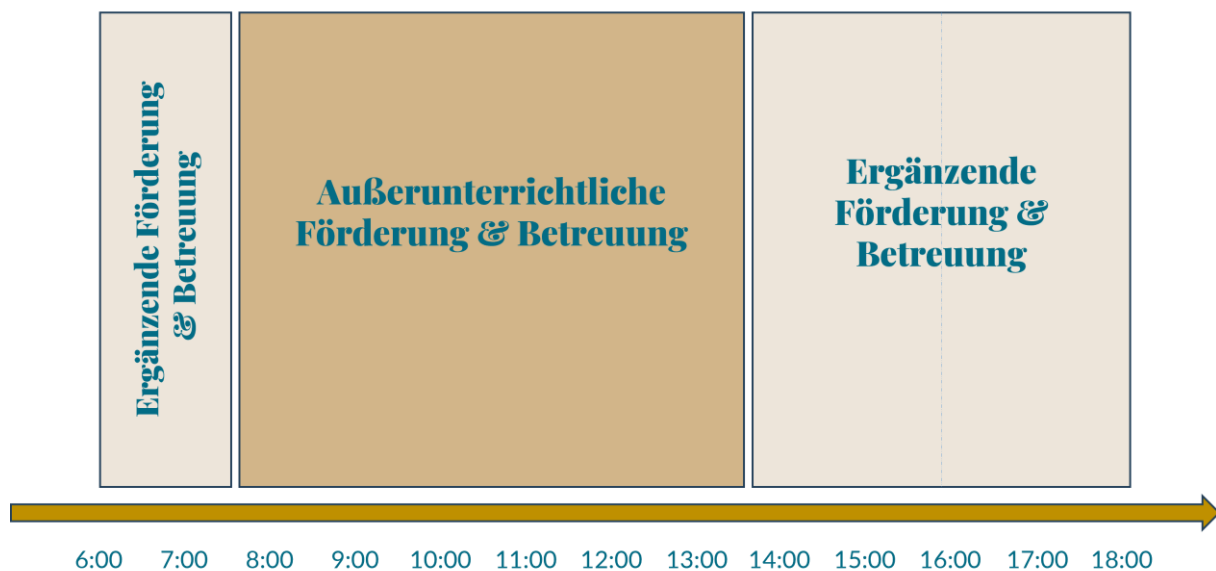 Ergänzende Förderung
& Betreuung
Außerunterrichtliche
Förderung & Betreuung
Ergänzende
Förderung &
Betreuung
6:00 7:00 8:00 9:00 10:00 11:00 12:00 13:00 14:00 15:00 16:00 17:00 18:00